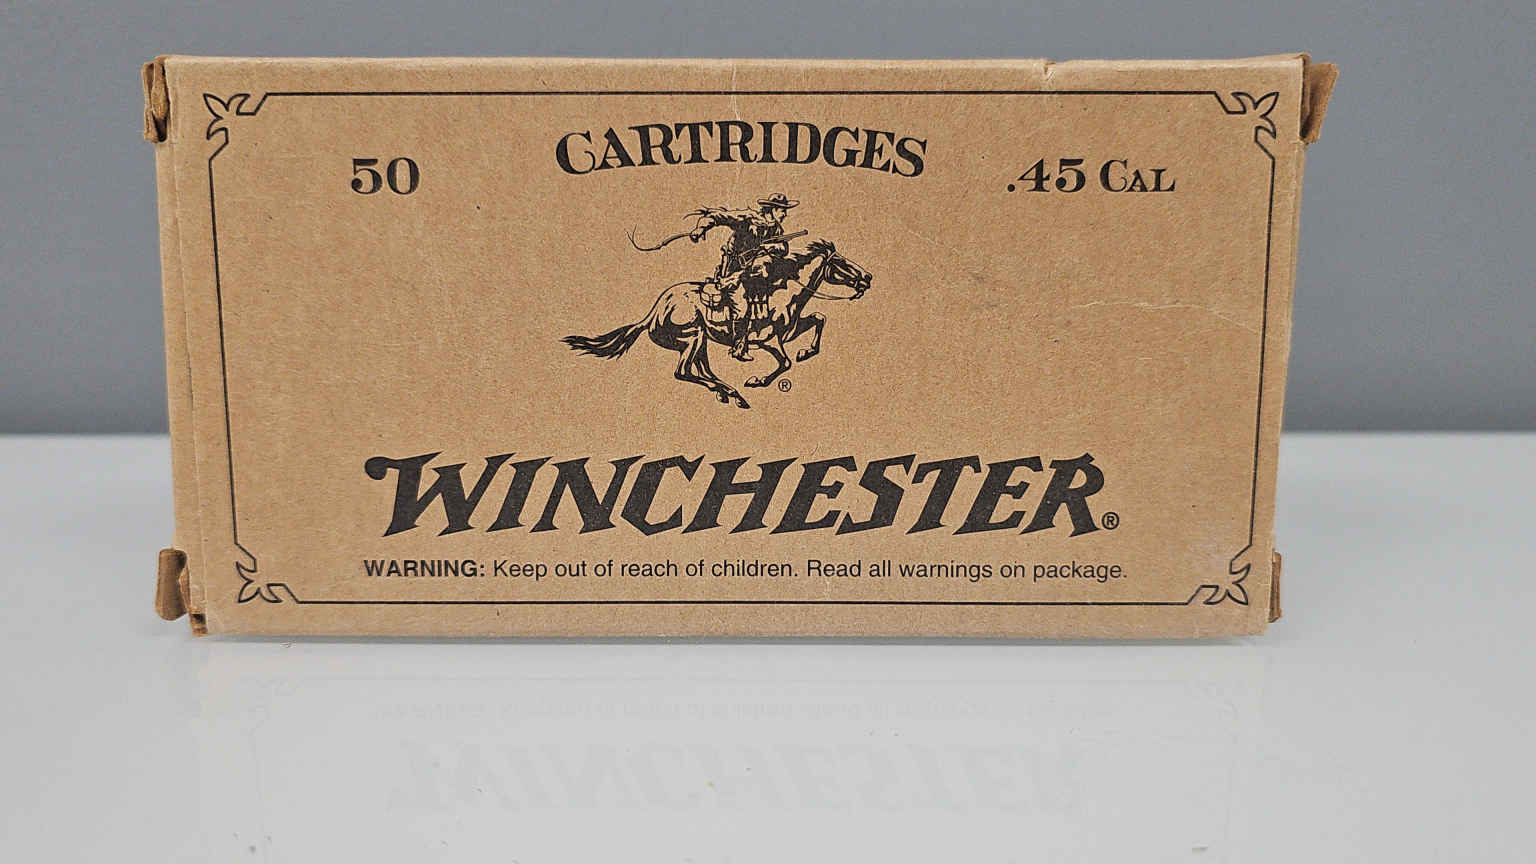 CARTRIDGES
50
.45 CAL
®
WINCHESTER®
WARNING: Keep out of reach of children. Read all warnings on package.